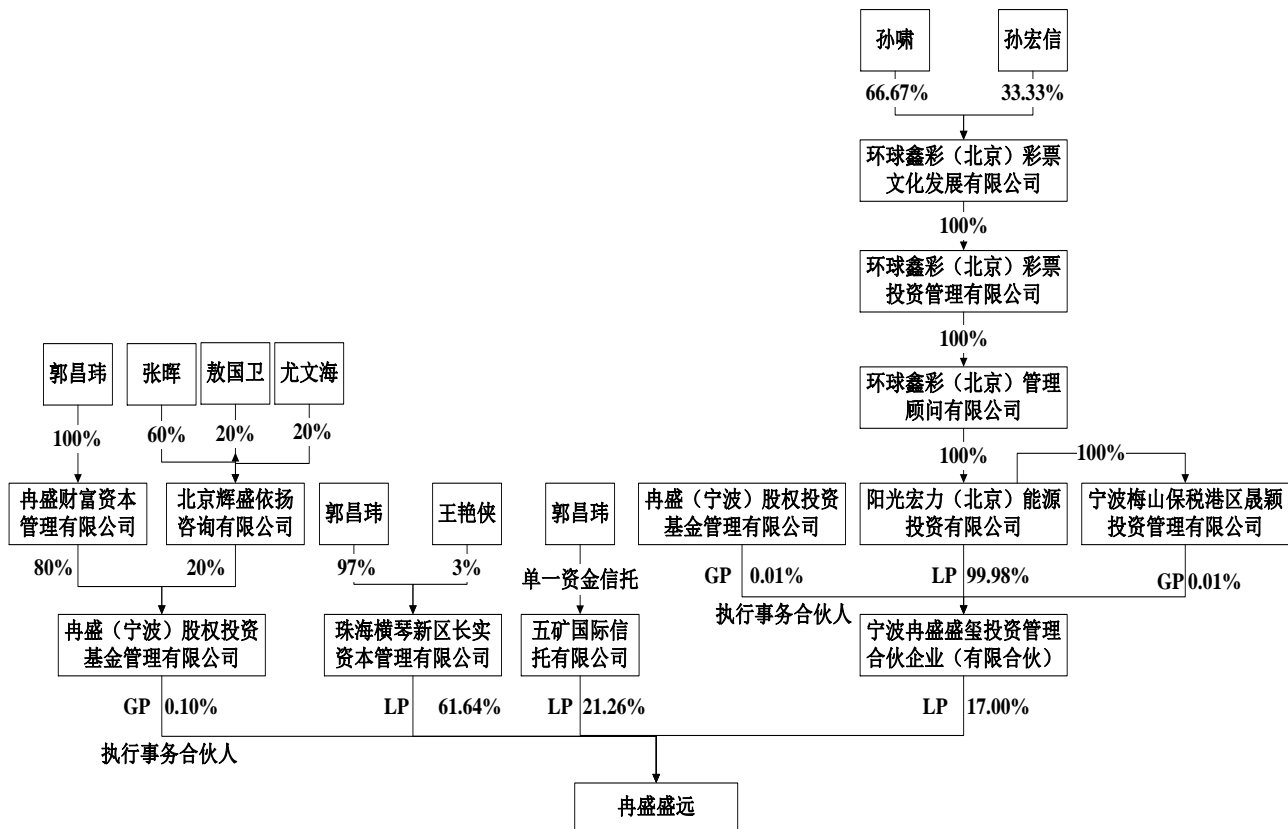 孙啸
孙宏信
66.67%
33.33%
环球鑫彩（北京）彩票
文化发展有限公司
100%
环球鑫彩（北京）彩票
投资管理有限公司
100%
郭昌玮
张晖
敖国卫
尤文海
环球鑫彩（北京）管理
顾问有限公司
100%
60%
20%
20%
100%
100%
冉盛财富资本
管理有限公司
北京辉盛依扬
咨询有限公司
郭昌玮
王艳侠
郭昌玮
冉盛（宁波）股权投资
基金管理有限公司
阳光宏力（北京）能源
投资有限公司
宁波梅山保税港区晟颖
投资管理有限公司
80%
20%
97%
3%
单一资金信托
GP 0.01%
LP 99.98%
GP 0.01%
执行事务合伙人
冉盛（宁波）股权投资
基金管理有限公司
珠海横琴新区长实
资本管理有限公司
五矿国际信
托有限公司
宁波冉盛盛玺投资管理
合伙企业（有限合伙）
GP 0.10%
LP 61.64%
LP 21.26%
LP 17.00%
执行事务合伙人
冉盛盛远